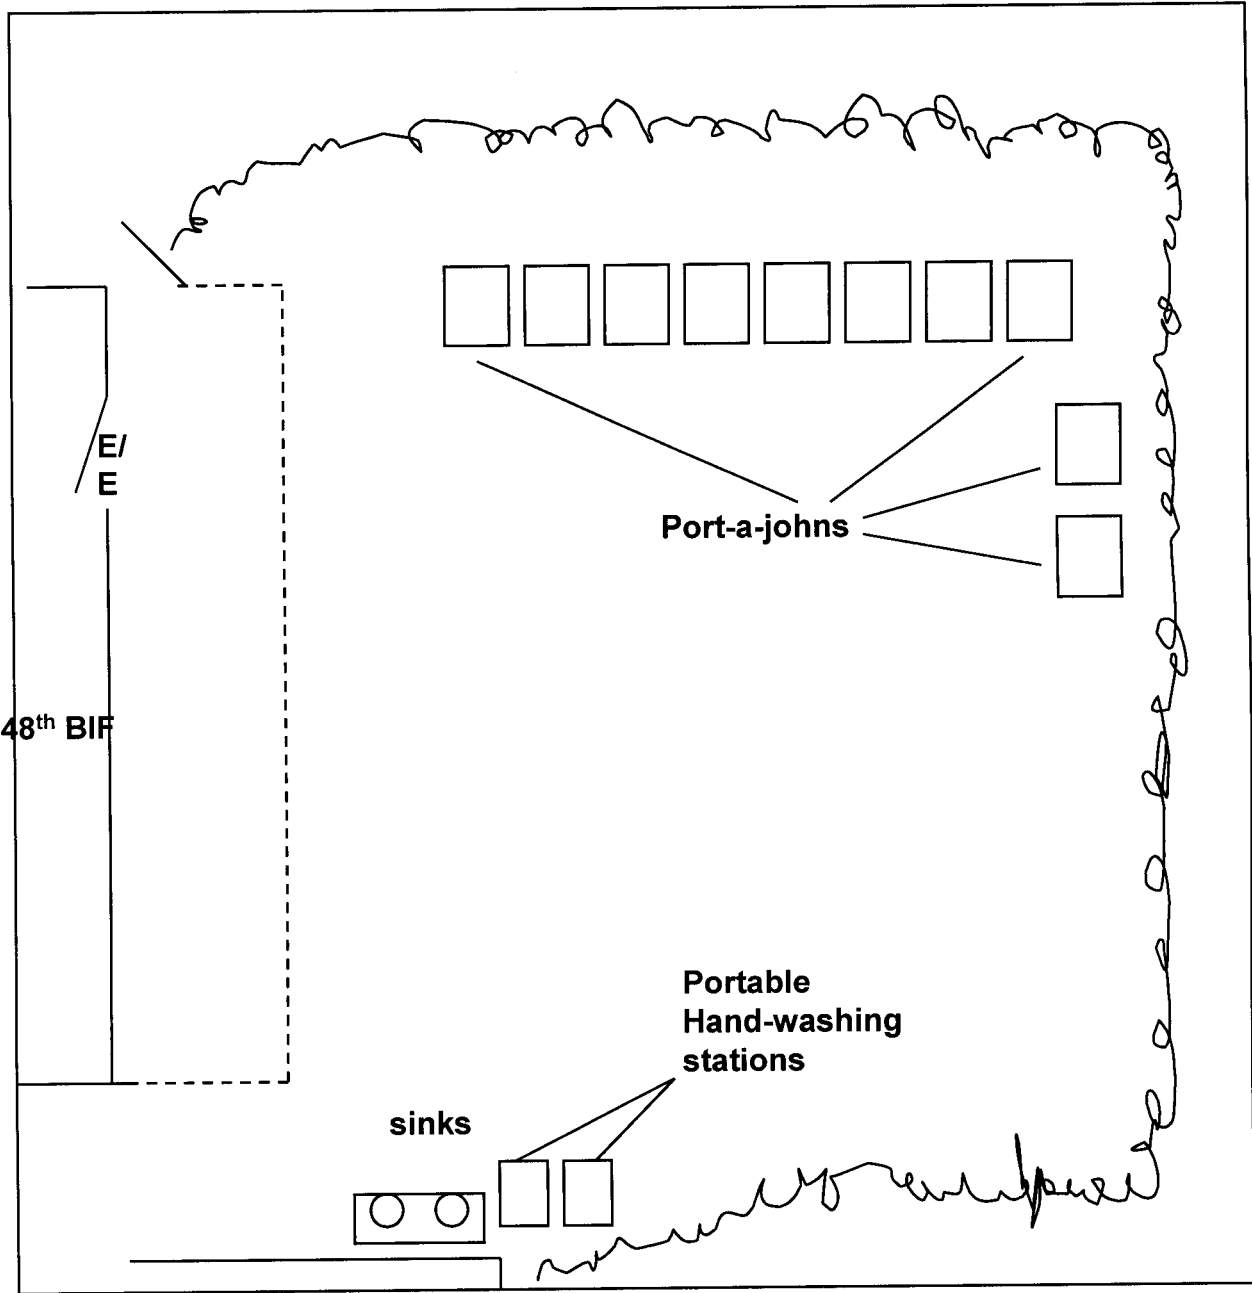 E/
E
Port-a-johns
48th BIF
Portable
Hand-washing
stations
sinks